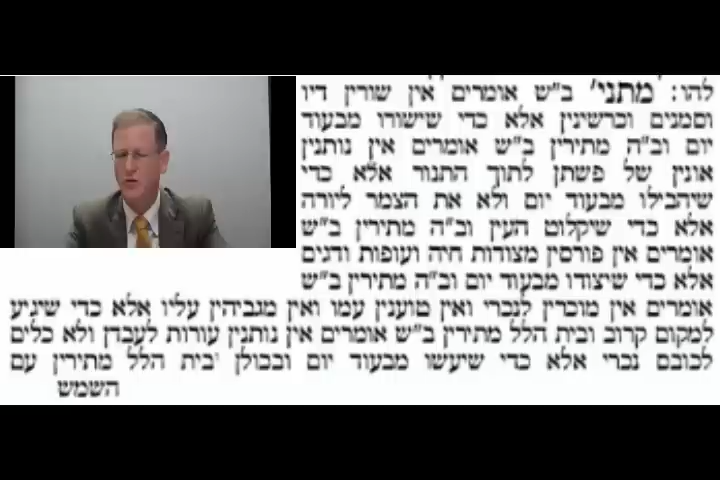 להו: מתני' ב"ש אומרים אין שורין דיו
וסמנים וכרשינין אלא כדי שישורו מבעוד
יום וב"ה מתירין ב"ש אומרים אין נותנין
אונין של פשתן לתוך התנור אלא כדי
שיהבילו מבעוד יום ולא את הצמר ליורה
אלא כדי שיקלוט העין וב"ה מתירין ב"ש
אומרים אין פורסין מצודות חיה ועופות ודגים
אלא כדי שיצודו מבעוד יום וב"ה מתירין ב"ש
אומרים אין מוכרין לנכרי ואין טוענין עמו ואין מגביהין עליו אלא כדי שיגיע
למקום קרוב ובית הלל מתירין ב"ש אומרים אין נותנין עורות לעבדן ולא כלים
לכובס נכרי אלא כדי שיעשו מבעוד יום ובכולן בית הלל מתירין עם
השמש